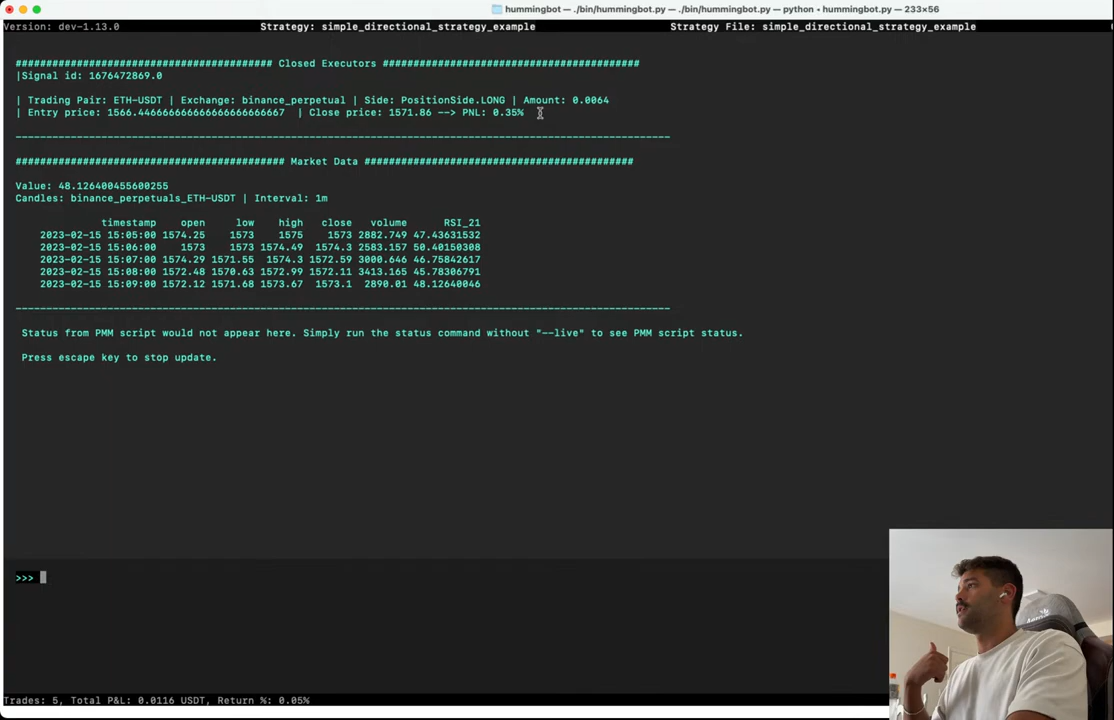 hummingbot — ./bin/hummingbot.py — ./bin/hummingbot.py — python • hummingbot.py — 233×56
Version: dev-1.13.0 Strategy: simple_directional_strategy_example Strategy File: simple_directional_strategy_example
######################################### Closed Executors #########################################
|Signal id: 1676472869.0
| Trading Pair: ETH-USDT | Exchange: binance_perpetual | Side: PositionSide.LONG | Amount: 0.0064
| Entry price: 1566.446666666666666666666667 | Close price: 1571.86 --> PNL: 0.35%
-----------------------------------------------------------------------------------------------------------
########################################### Market Data ###########################################
Value: 48.126400455600255
Candles: binance_perpetuals_ETH-USDT | Interval: 1m
timestamp open low high close volume RSI_21
2023-02-15 15:05:00 1574.25 1573 1575 1573 2882.749 47.43631532
2023-02-15 15:06:00 1573 1573 1574.49 1574.3 2583.157 50.40150308
2023-02-15 15:07:00 1574.29 1571.55 1574.3 1572.59 3000.646 46.75842617
2023-02-15 15:08:00 1572.48 1570.63 1572.99 1572.11 3413.165 45.78306791
2023-02-15 15:09:00 1572.12 1571.68 1573.67 1573.1 2890.01 48.12640046
-----------------------------------------------------------------------------------------------------------
Status from PMM script would not appear here. Simply run the status command without "--live" to see PMM script status.
Press escape key to stop update.
>>>
Trades: 5, Total P&L: 0.0116 USDT, Return %: 0.05%